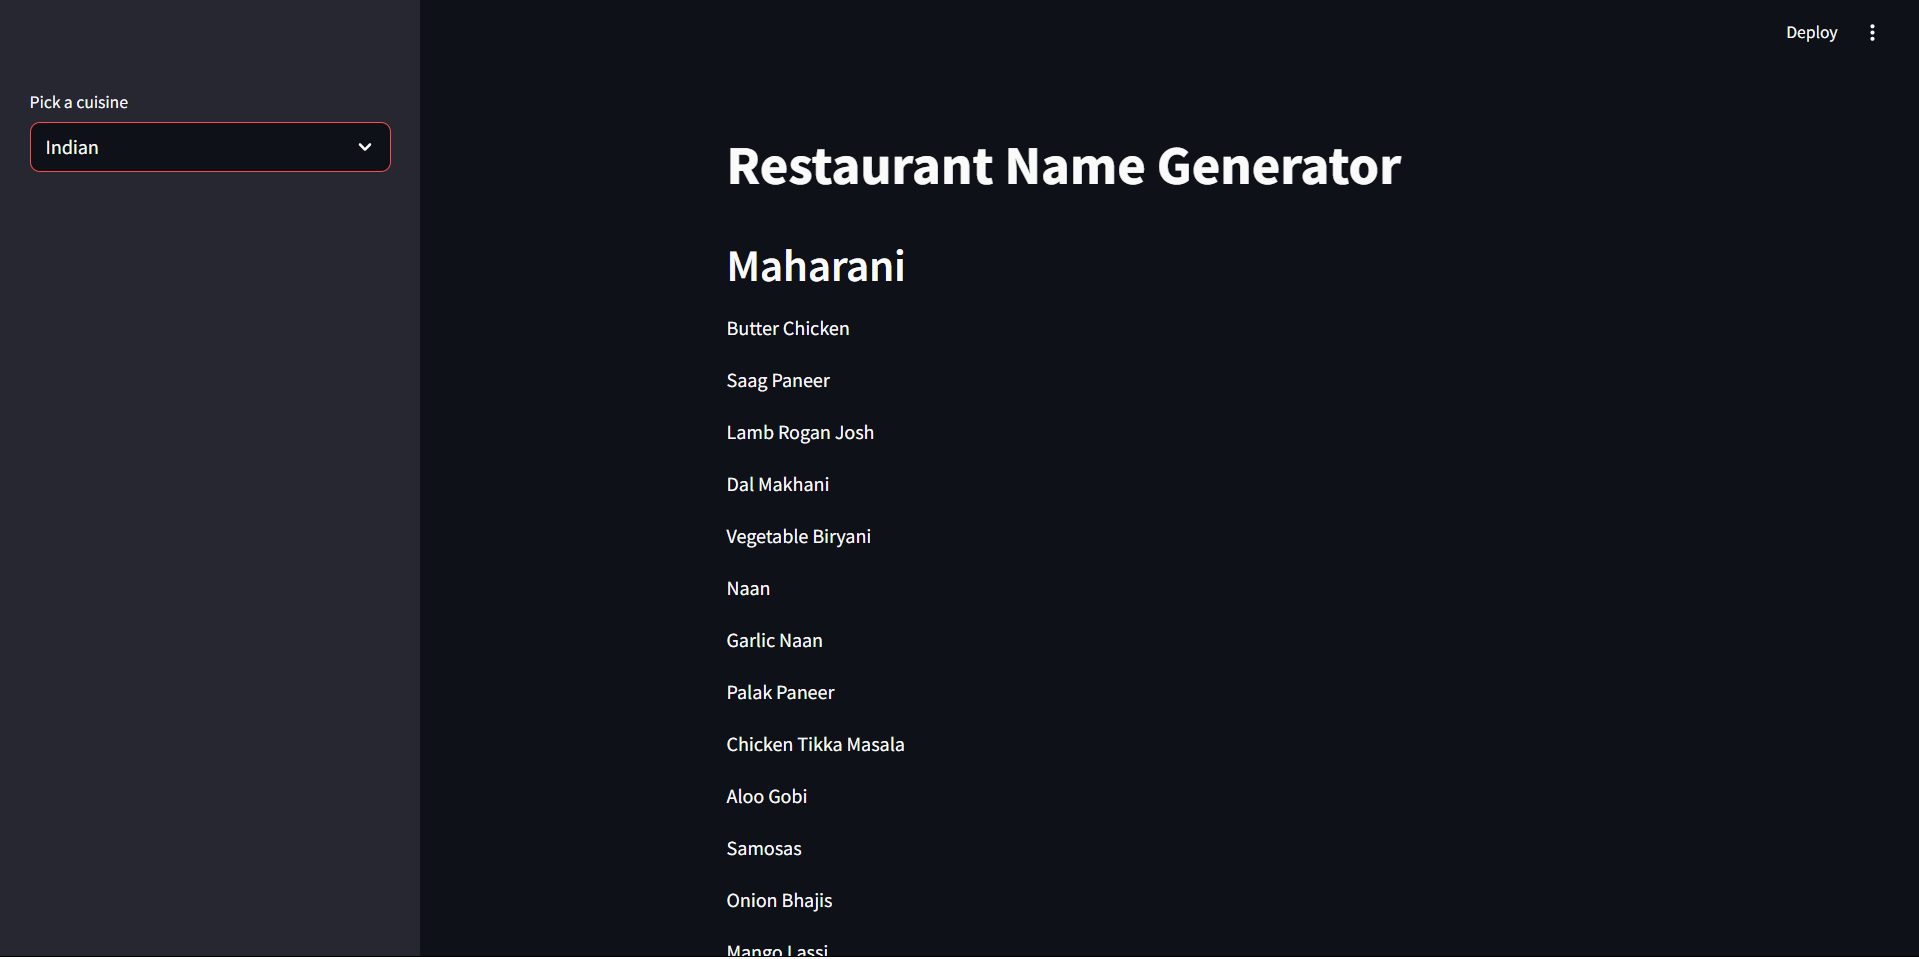 Deploy
Pick a cuisine
Indian
Restaurant Name Generator
Maharani
Butter Chicken
Saag Paneer
Lamb Rogan Josh
Dal Makhani
Vegetable Biryani
Naan
Garlic Naan
Palak Paneer
Chicken Tikka Masala
Aloo Gobi
Samosas
Onion Bhajis
Mango Lassi